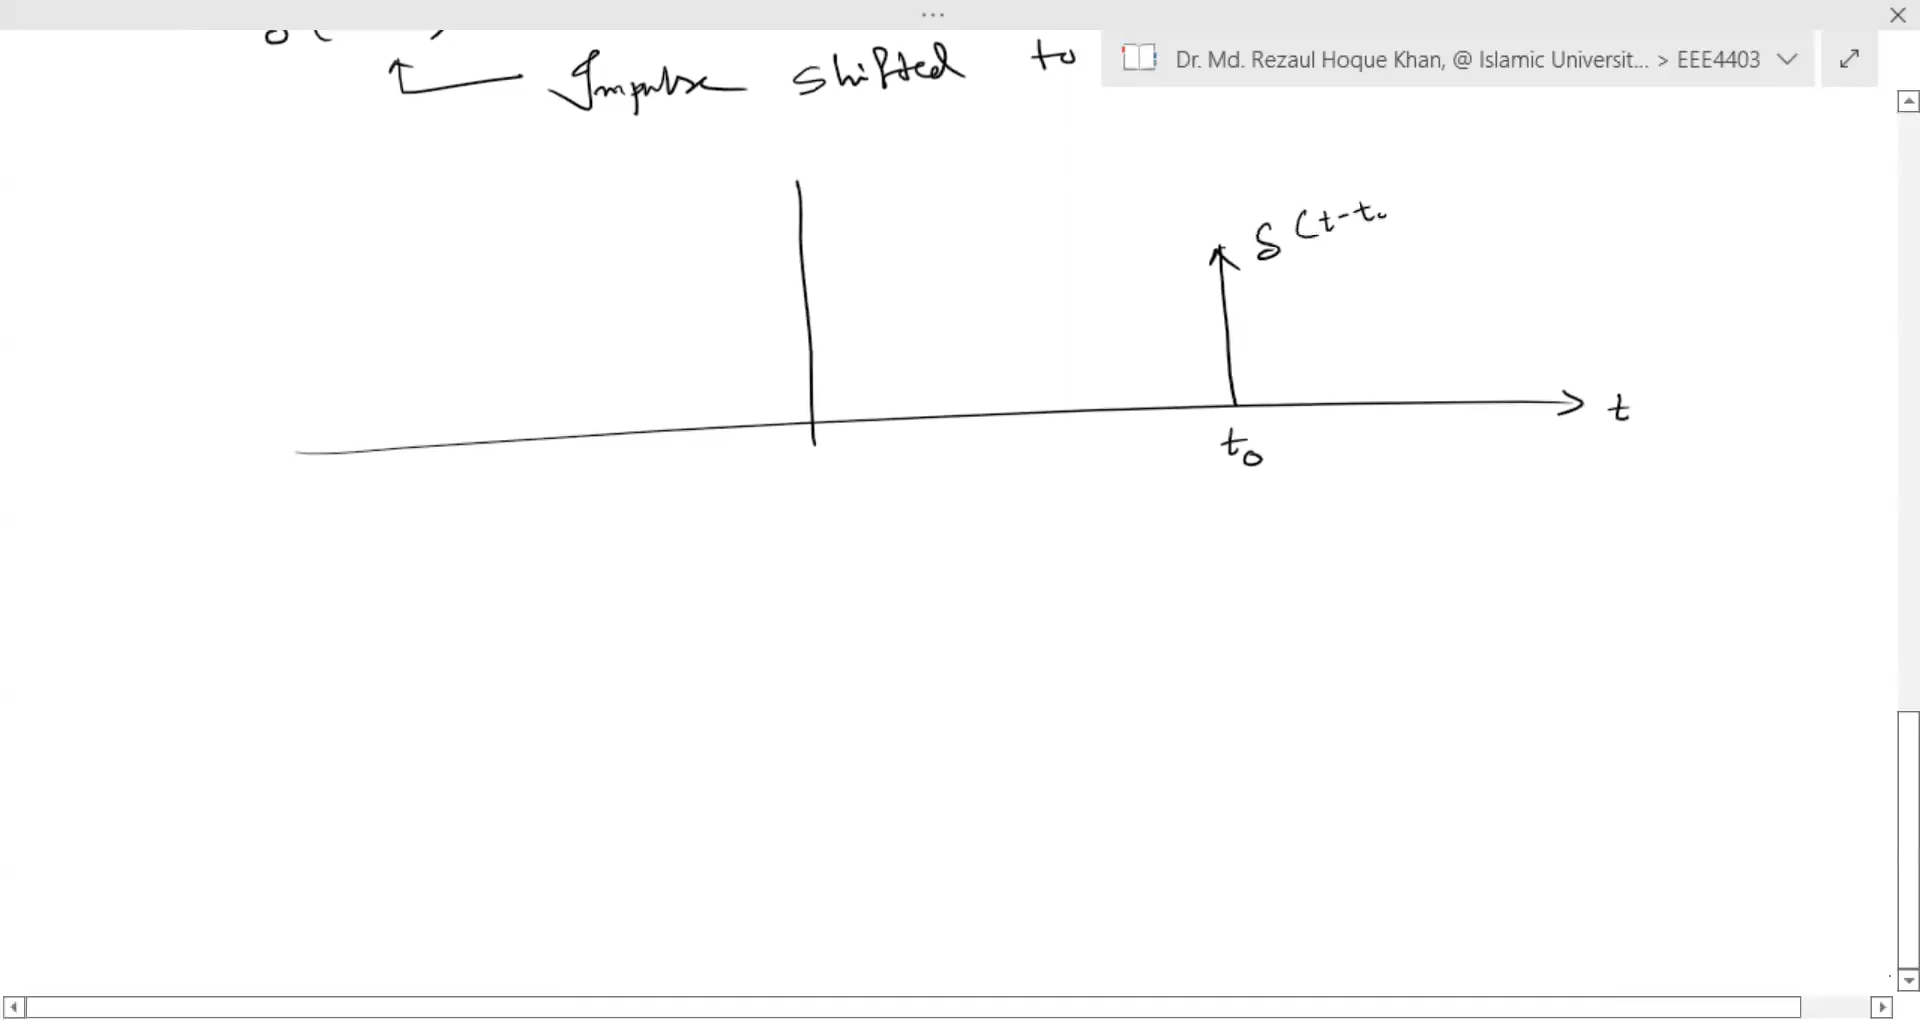 Impulse shifted to
Dr. Md. Rezaul Hoque Khan, @ Islamic Universit... > EEE4403
δ(t-t₀
t
t₀